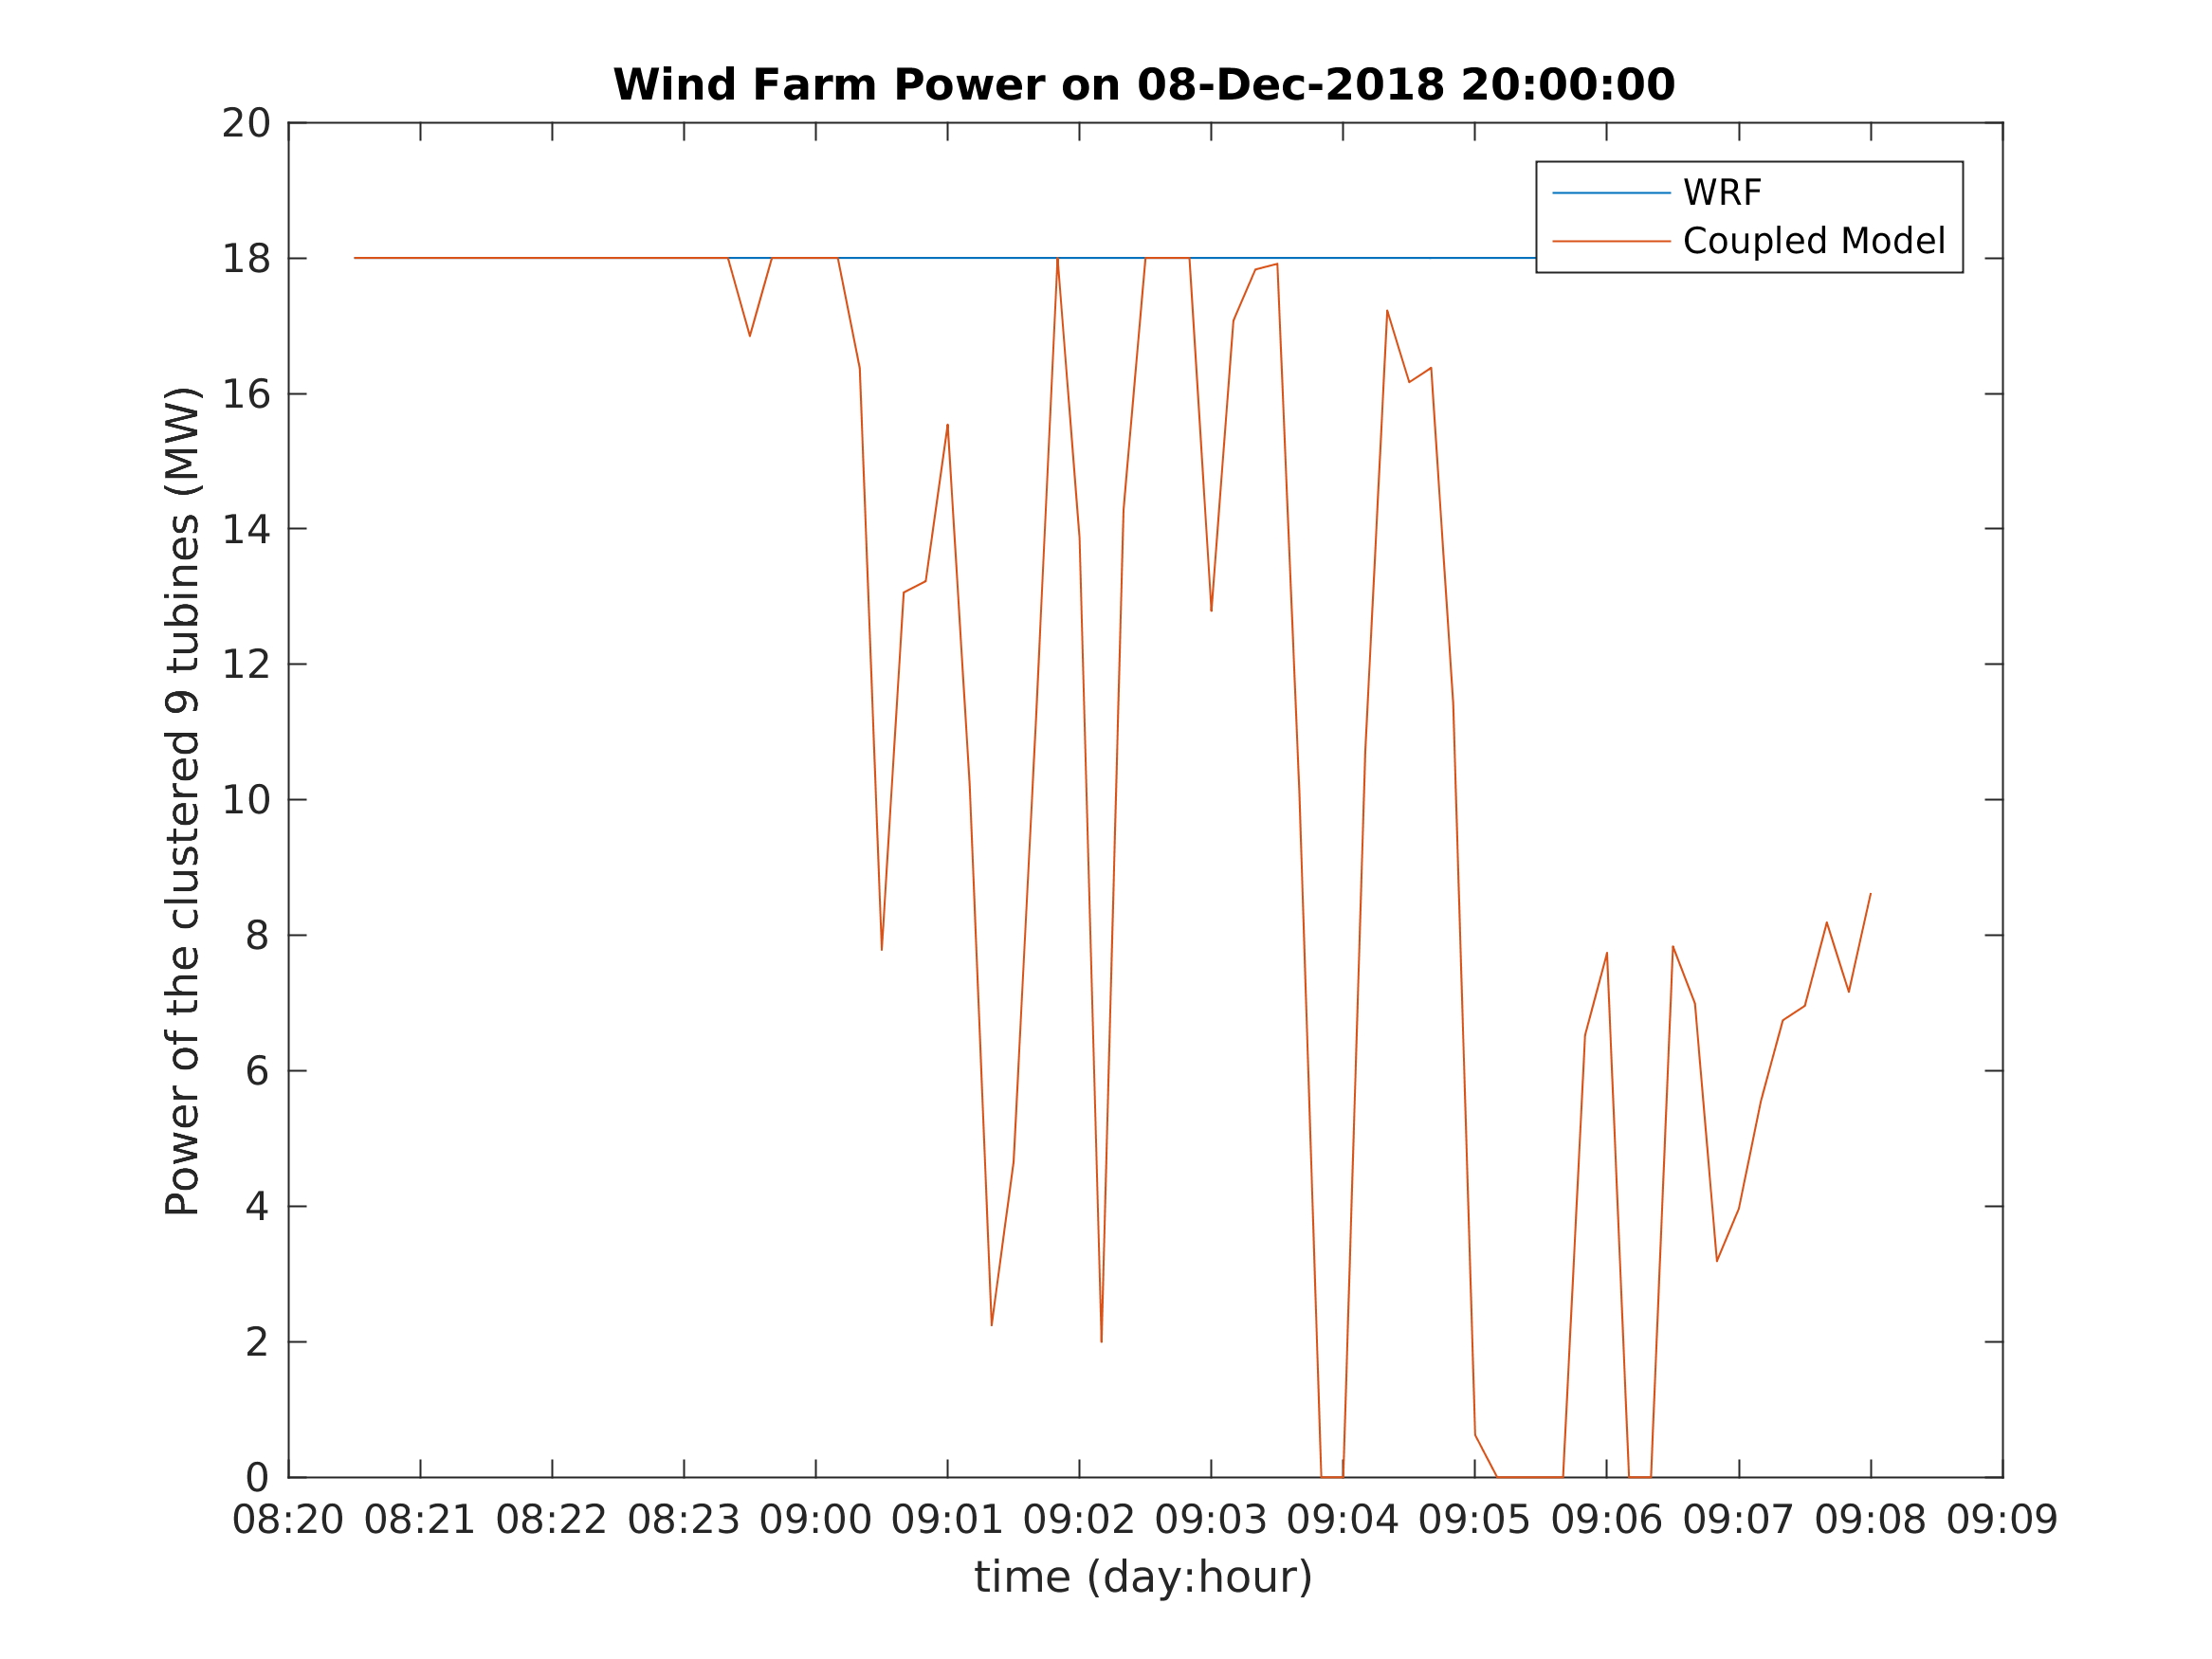 Wind Farm Power on 08-Dec-2018 20:00:00
20
18
16
14
12
10
8
6
4
2
0
Power of the clustered 9 tubines (MW)
WRF
Coupled Model
08:20 08:21 08:22 08:23 09:00 09:01 09:02 09:03 09:04 09:05 09:06 09:07 09:08 09:09
time (day:hour)